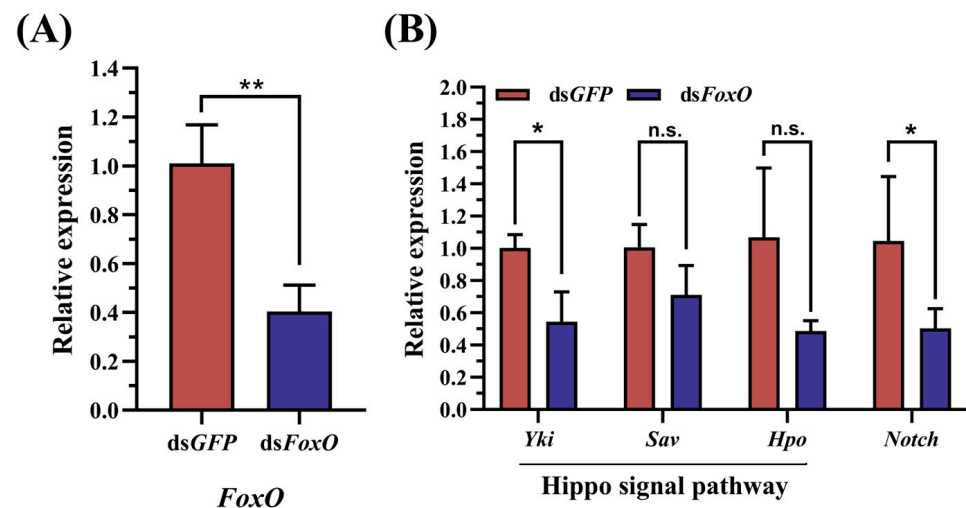 (A)
Relative expression
1.4
1.2
1.0
0.8
0.6
0.4
0.2
0.0
**
dsGFP dsFoxO
FoxO
(B)
Relative expression
2.0
1.8
1.6
1.4
1.2
1.0
0.8
0.6
0.4
0.2
0.0
dsGFP dsFoxO
* n.s. n.s. *
Yki Sav Hpo Notch
Hippo signal pathway